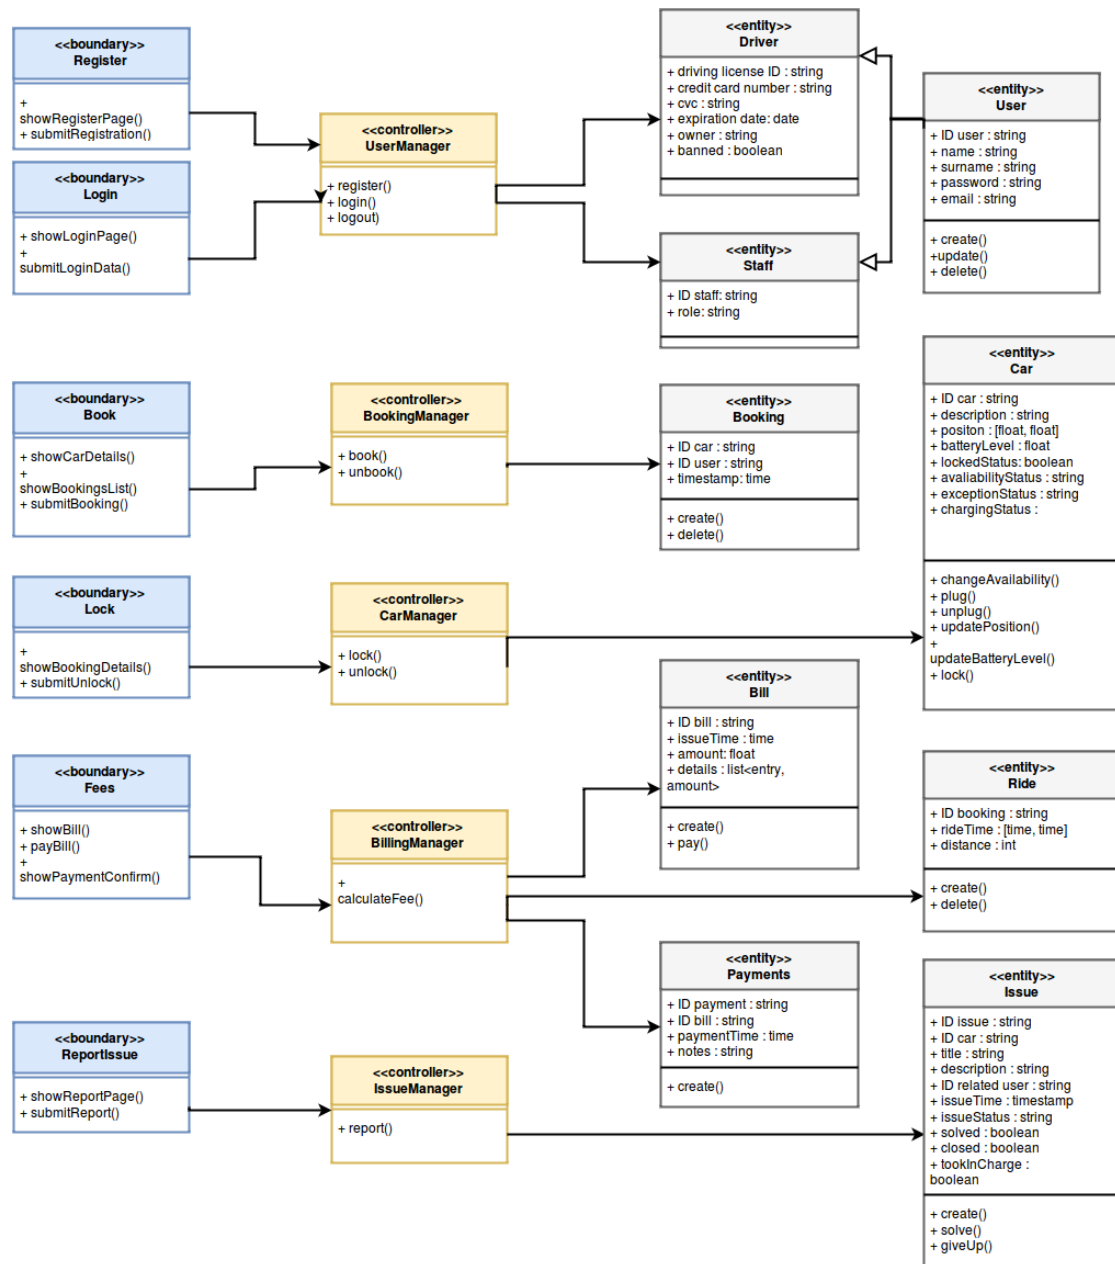 <<boundary>>
Register
+
showRegisterPage()
+ submitRegistration()
<<boundary>>
Login
+ showLoginPage()
+
submitLoginData()
<<controller>>
UserManager
+ register()
+ login()
+ logout)
<<entity>>
Driver
+ driving license ID : string
+ credit card number : string
+ cvc : string
+ expiration date: date
+ owner : string
+ banned : boolean
<<entity>>
User
+ ID user : string
+ name : string
+ surname : string
+ password : string
+ email : string
+ create()
+update()
+ delete()
<<entity>>
Staff
+ ID staff: string
+ role: string
<<boundary>>
Book
+ showCarDetails()
+
showBookingsList()
+ submitBooking()
<<controller>>
BookingManager
+ book()
+ unbook()
<<entity>>
Booking
+ ID car : string
+ ID user : string
+ timestamp: time
+ create()
+ delete()
<<entity>>
Car
+ ID car : string
+ description : string
+ positon : [float, float]
+ batteryLevel : float
+ lockedStatus: boolean
+ avaliabilityStatus : string
+ exceptionStatus : string
+ chargingStatus :
+ changeAvailability()
+ plug()
+ unplug()
+ updatePosition()
+
updateBatteryLevel()
+ lock()
<<boundary>>
Lock
+
showBookingDetails()
+ submitUnlock()
<<controller>>
CarManager
+ lock()
+ unlock()
<<entity>>
Bill
+ ID bill : string
+ issueTime : time
+ amount: float
+ details : list<entry,
amount>
+ create()
+ pay()
<<boundary>>
Fees
+ showBill()
+ payBill()
+
showPaymentConfirm()
<<controller>>
BillingManager
+
calculateFee()
<<entity>>
Ride
+ ID booking : string
+ rideTime : [time, time]
+ distance : int
+ create()
+ delete()
<<entity>>
Payments
+ ID payment : string
+ ID bill : string
+ paymentTime : time
+ notes : string
+ create()
<<boundary>>
ReportIssue
+ showReportPage()
+ submitReport()
<<controller>>
IssueManager
+ report()
<<entity>>
Issue
+ ID issue : string
+ ID car : string
+ title : string
+ description : string
+ ID related user : string
+ issueTime : timestamp
+ issueStatus : string
+ solved : boolean
+ closed : boolean
+ tookInCharge :
boolean
+ create()
+ solve()
+ giveUp()